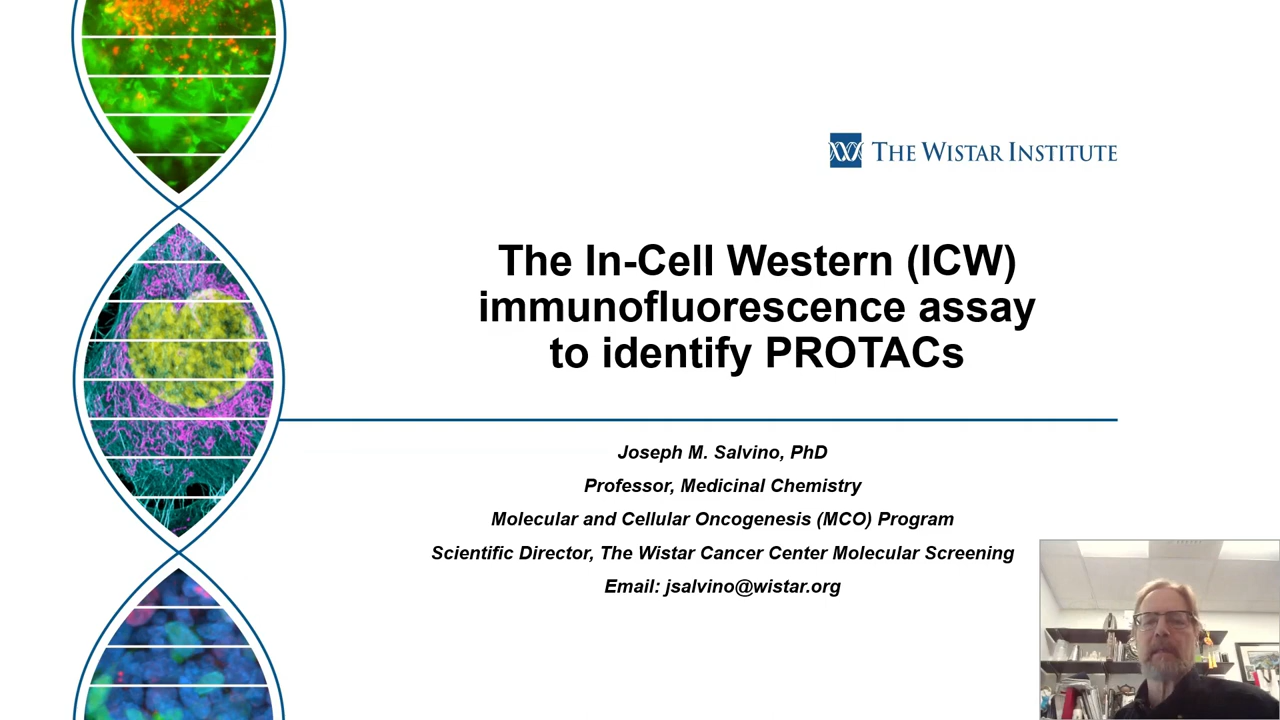 THE WISTAR INSTITUTE
The In-Cell Western (ICW)
immunofluorescence assay
to identify PROTACs
Joseph M. Salvino, PhD
Professor, Medicinal Chemistry
Molecular and Cellular Oncogenesis (MCO) Program
Scientific Director, The Wistar Cancer Center Molecular Screening
Email: jsalvino@wistar.org